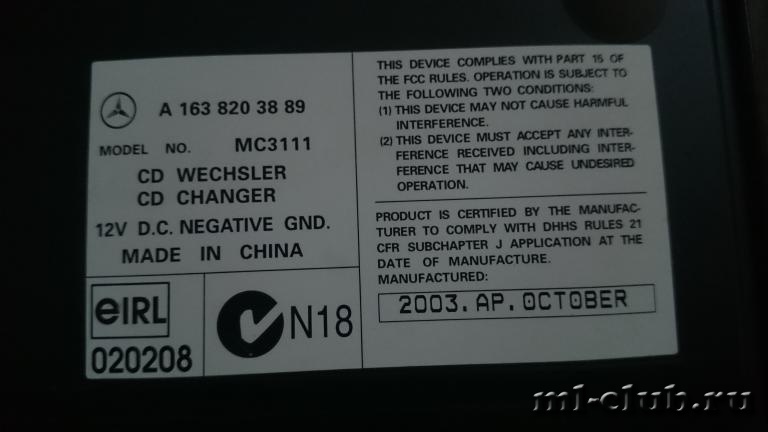 A 163 820 38 89
MODEL NO. MC3111
CD WECHSLER
CD CHANGER
12V D.C. NEGATIVE GND.
MADE IN CHINA
eIRL
020208
N18
THIS DEVICE COMPLIES WITH PART 15 OF
THE FCC RULES. OPERATION IS SUBJECT TO
THE FOLLOWING TWO CONDITIONS:
(1) THIS DEVICE MAY NOT CAUSE HARMFUL
INTERFERENCE.
(2) THIS DEVICE MUST ACCEPT ANY INTER-
FERENCE RECEIVED INCLUDING INTER-
FERENCE THAT MAY CAUSE UNDESIRED
OPERATION.
PRODUCT IS CERTIFIED BY THE MANUFAC-
TURER TO COMPLY WITH DHHS RULES 21
CFR SUBCHAPTER J APPLICATION AT THE
DATE OF MANUFACTURE.
MANUFACTURED:
2003. AP. OCTOBER
ml-club.ru